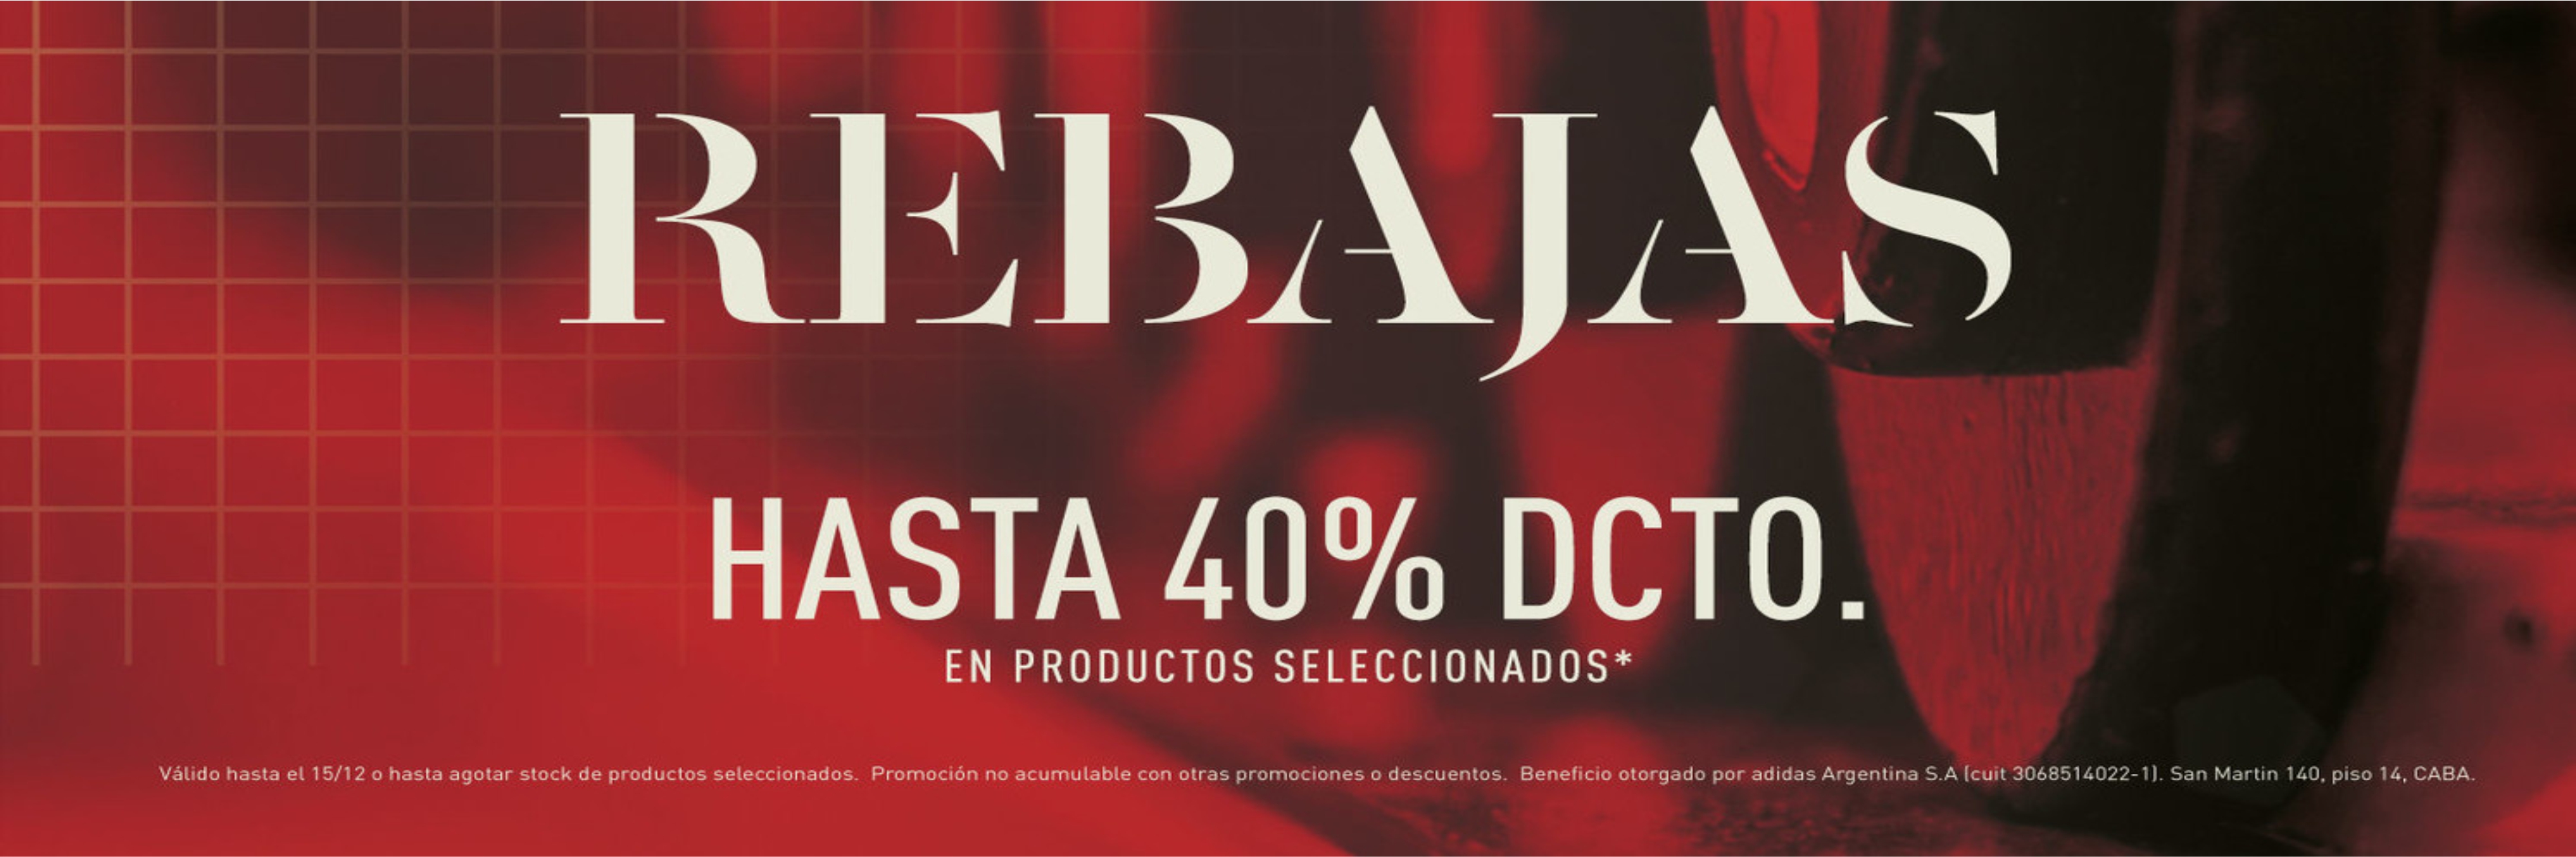 REBAJAS
HASTA 40% DCTO.
EN PRODUCTOS SELECCIONADOS*
Válido hasta el 15/12 o hasta agotar stock de productos seleccionados. Promoción no acumulable con otras promociones o descuentos. Beneficio otorgado por adidas Argentina S.A (cuit 3068514022-1). San Martin 140, piso 14, CABA.